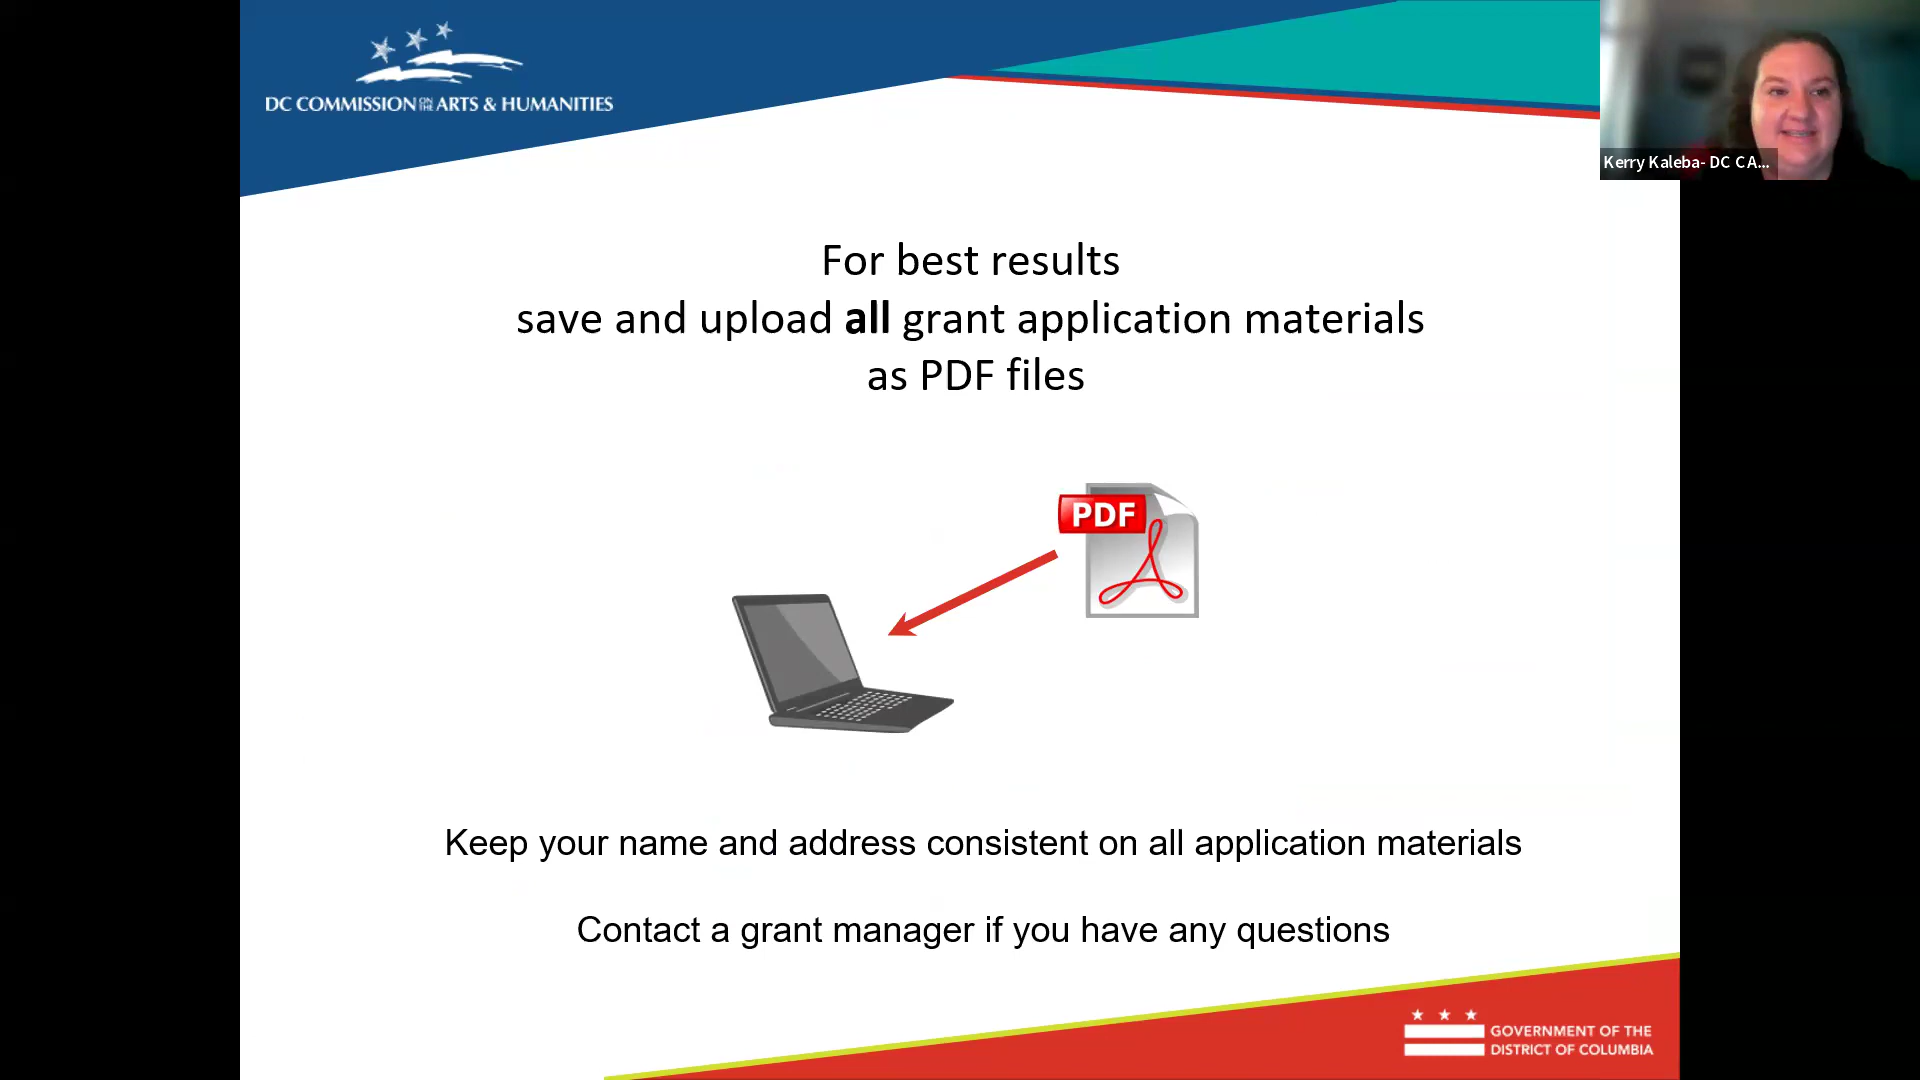 DC COMMISSION ON THE ARTS & HUMANITIES
Kerry Kaleba- DC CA...
For best results
save and upload all grant application materials
as PDF files
PDF
Keep your name and address consistent on all application materials
Contact a grant manager if you have any questions
GOVERNMENT OF THE
DISTRICT OF COLUMBIA